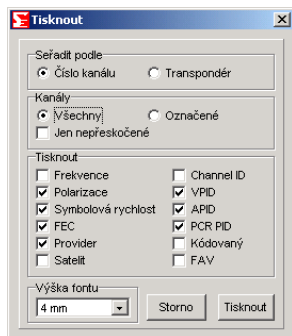 Tisknout
Seřadit podle
Číslo kanálu Transpondér
Kanály
Všechny Označené
Jen nepřeskočené
Tisknout
Frekvence Channel ID
Polarizace VPID
Symbolová rychlost APID
FEC PCR PID
Provider Kódovaný
Satelit FAV
Výška fontu
4 mm Storno Tisknout